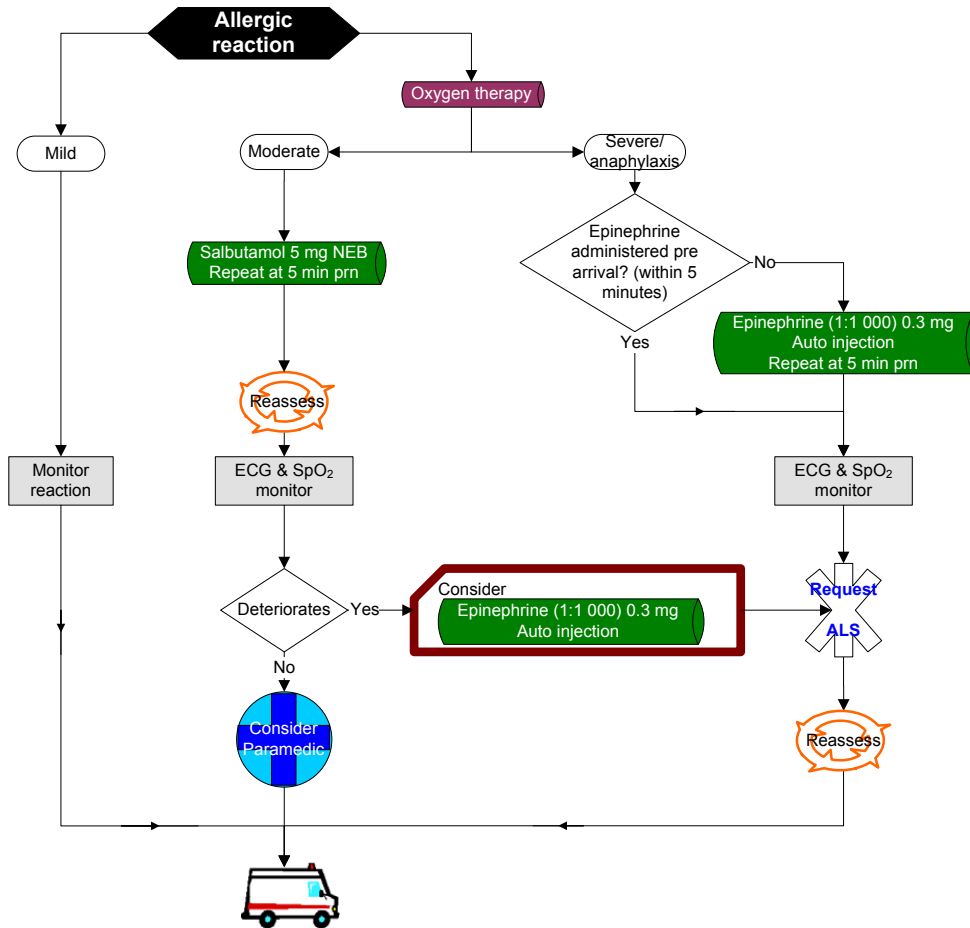 Allergic
reaction
Oxygen therapy
Mild
Moderate
Severe/
anaphylaxis
Salbutamol 5 mg NEB
Repeat at 5 min prn
Epinephrine
administered pre
arrival? (within 5
minutes)
No
Yes
Epinephrine (1:1 000) 0.3 mg
Auto injection
Repeat at 5 min prn
Reassess
Monitor
reaction
ECG & SpO₂
monitor
ECG & SpO₂
monitor
Deteriorates
Yes
Consider
Epinephrine (1:1 000) 0.3 mg
Auto injection
Request
ALS
No
Consider
Paramedic
Reassess